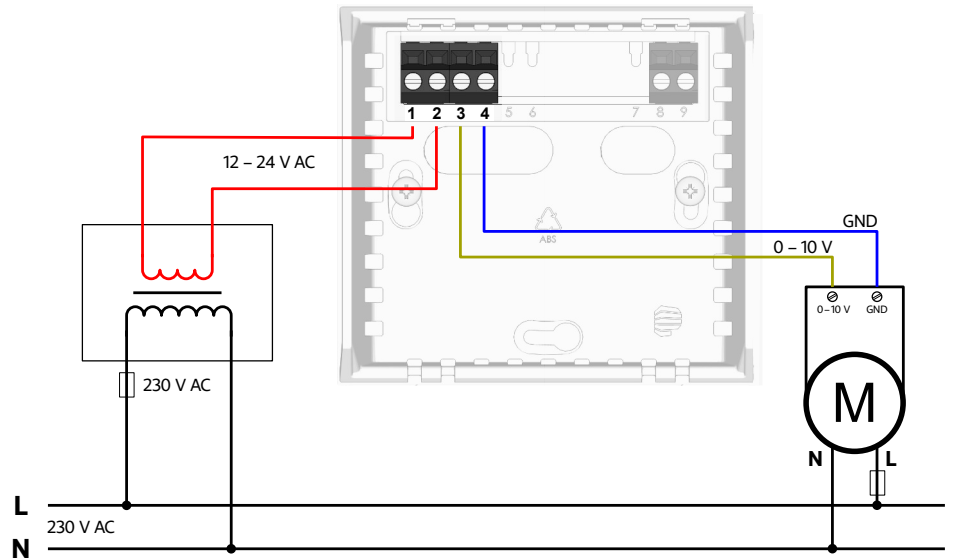 1 2 3 4 5 6 7 8 9
12 – 24 V AC
ABS
GND
0 – 10 V
0 – 10 V GND
M
230 V AC
N L
L
230 V AC
N